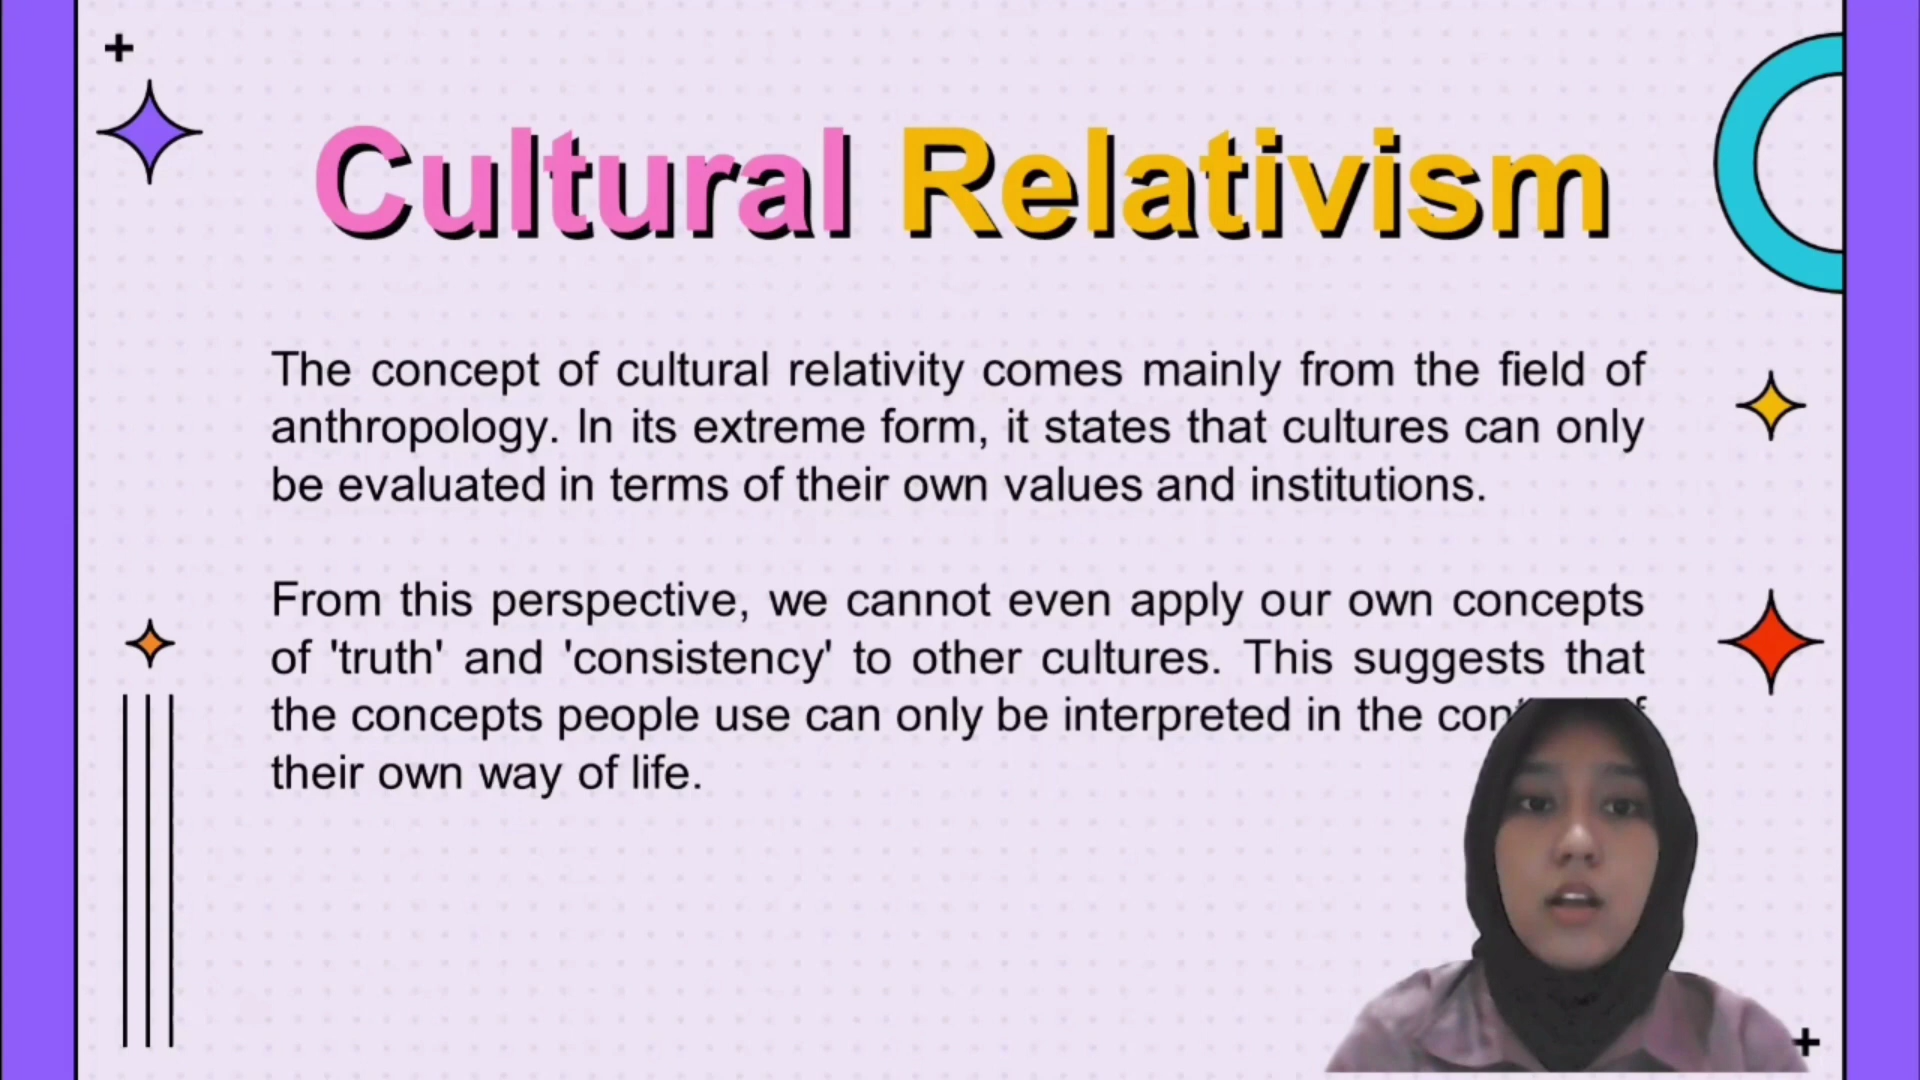 Cultural Relativism
The concept of cultural relativity comes mainly from the field of
anthropology. In its extreme form, it states that cultures can only
be evaluated in terms of their own values and institutions.
From this perspective, we cannot even apply our own concepts
of 'truth' and 'consistency' to other cultures. This suggests that
the concepts people use can only be interpreted in the
their own way of life.